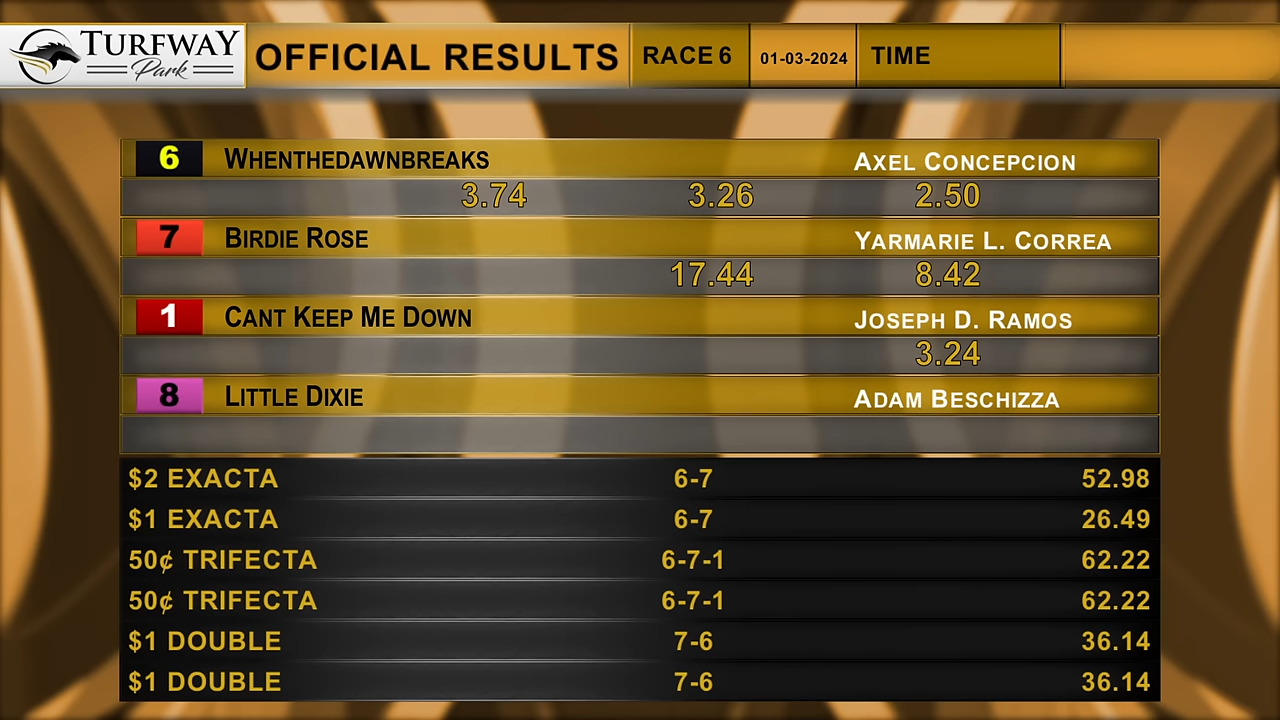 TURFWAY
Park
OFFICIAL RESULTS
RACE 6
01-03-2024
TIME
6 WHENTHEDAWNBREAKS AXEL CONCEPCION
3.74 3.26 2.50
7 BIRDIE ROSE YARMARIE L. CORREA
17.44 8.42
1 CANT KEEP ME DOWN JOSEPH D. RAMOS
3.24
8 LITTLE DIXIE ADAM BESCHIZZA
$2 EXACTA 6-7 52.98
$1 EXACTA 6-7 26.49
50¢ TRIFECTA 6-7-1 62.22
50¢ TRIFECTA 6-7-1 62.22
$1 DOUBLE 7-6 36.14
$1 DOUBLE 7-6 36.14